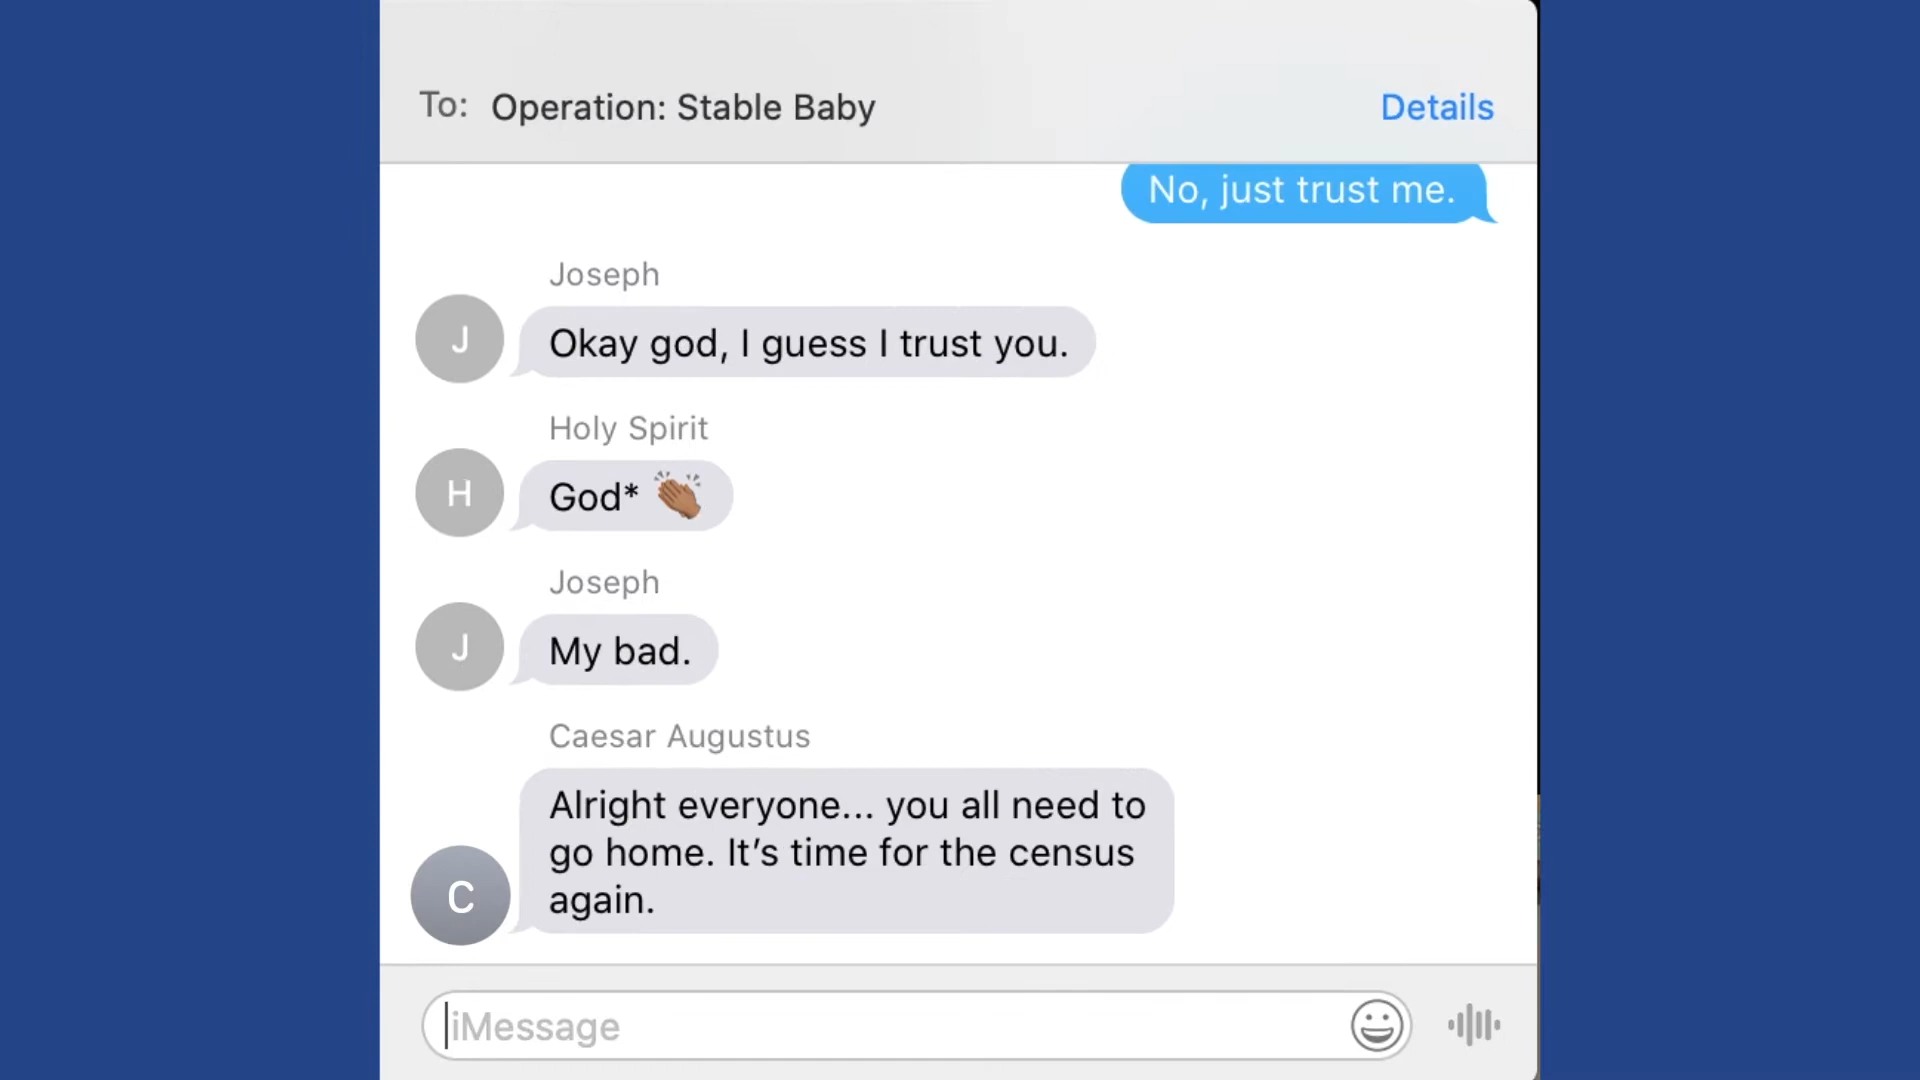 To: Operation: Stable Baby Details
No, just trust me.
Joseph
J
Okay god, I guess I trust you.
Holy Spirit
H
God* 👏🏽
Joseph
J
My bad.
Caesar Augustus
Alright everyone... you all need to
go home. It’s time for the census
again.
C
iMessage